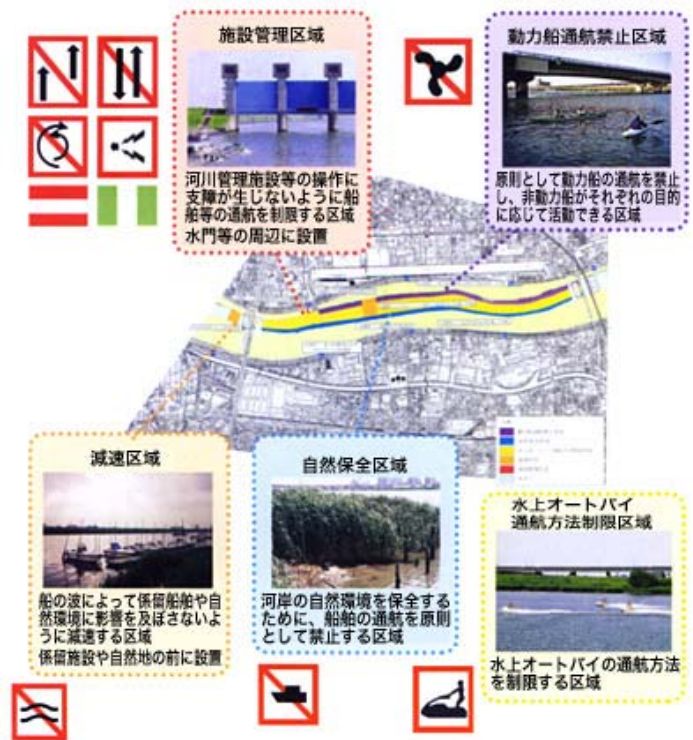 施設管理区域
河川管理施設等の操作に
支障が生じないように船
舶等の通航を制限する区域
水門等の周辺に設置
動力船通航禁止区域
原則として動力船の通航を禁止
し、非動力船がそれぞれの目的
に応じて活動できる区域
減速区域
船の波によって係留船舶や自
然環境に影響を及ぼさないよ
うに減速する区域
係留施設や自然地の前に設置
自然保全区域
河岸の自然環境を保全する
ために、船舶の通航を原則
として禁止する区域
水上オートバイ
通航方法制限区域
水上オートバイの通航方法
を制限する区域